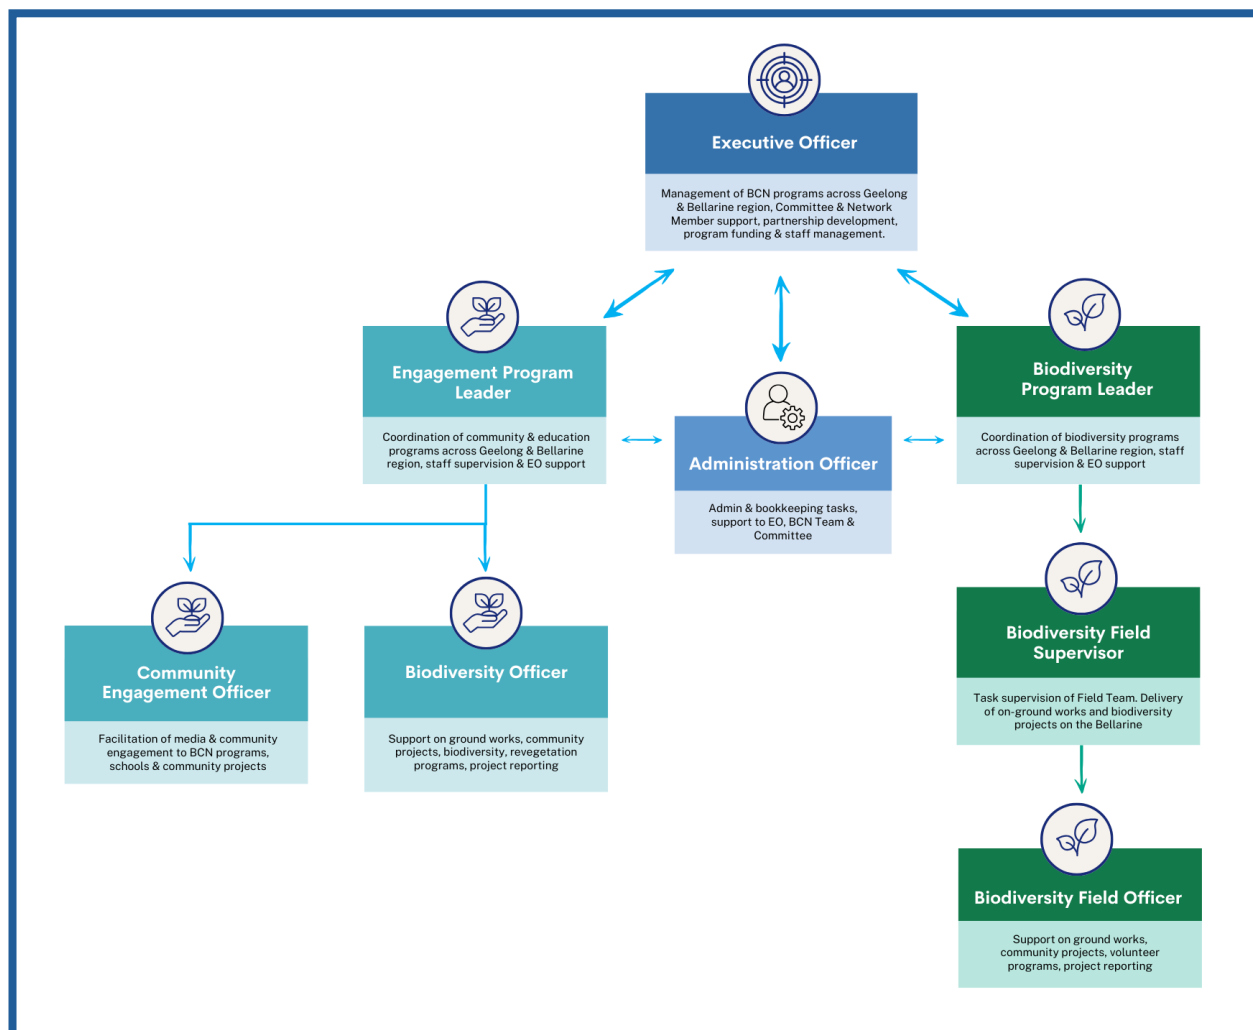 Executive Officer
Management of BCN programs across Geelong
& Bellarine region, Committee & Network
Member support, partnership development,
program funding & staff management.
Engagement Program
Leader
Coordination of community & education
programs across Geelong & Bellarine
region, staff supervision & EO support
Administration Officer
Admin & bookkeeping tasks,
support to EO, BCN Team &
Committee
Biodiversity
Program Leader
Coordination of biodiversity programs
across Geelong & Bellarine region, staff
supervision & EO support
Community
Engagement Officer
Facilitation of media & community
engagement to BCN programs,
schools & community projects
Biodiversity Officer
Support on ground works, community
projects, biodiversity, revegetation
programs, project reporting
Biodiversity Field
Supervisor
Task supervision of Field Team. Delivery
of on-ground works and biodiversity
projects on the Bellarine
Biodiversity Field Officer
Support on ground works,
community projects, volunteer
programs, project reporting